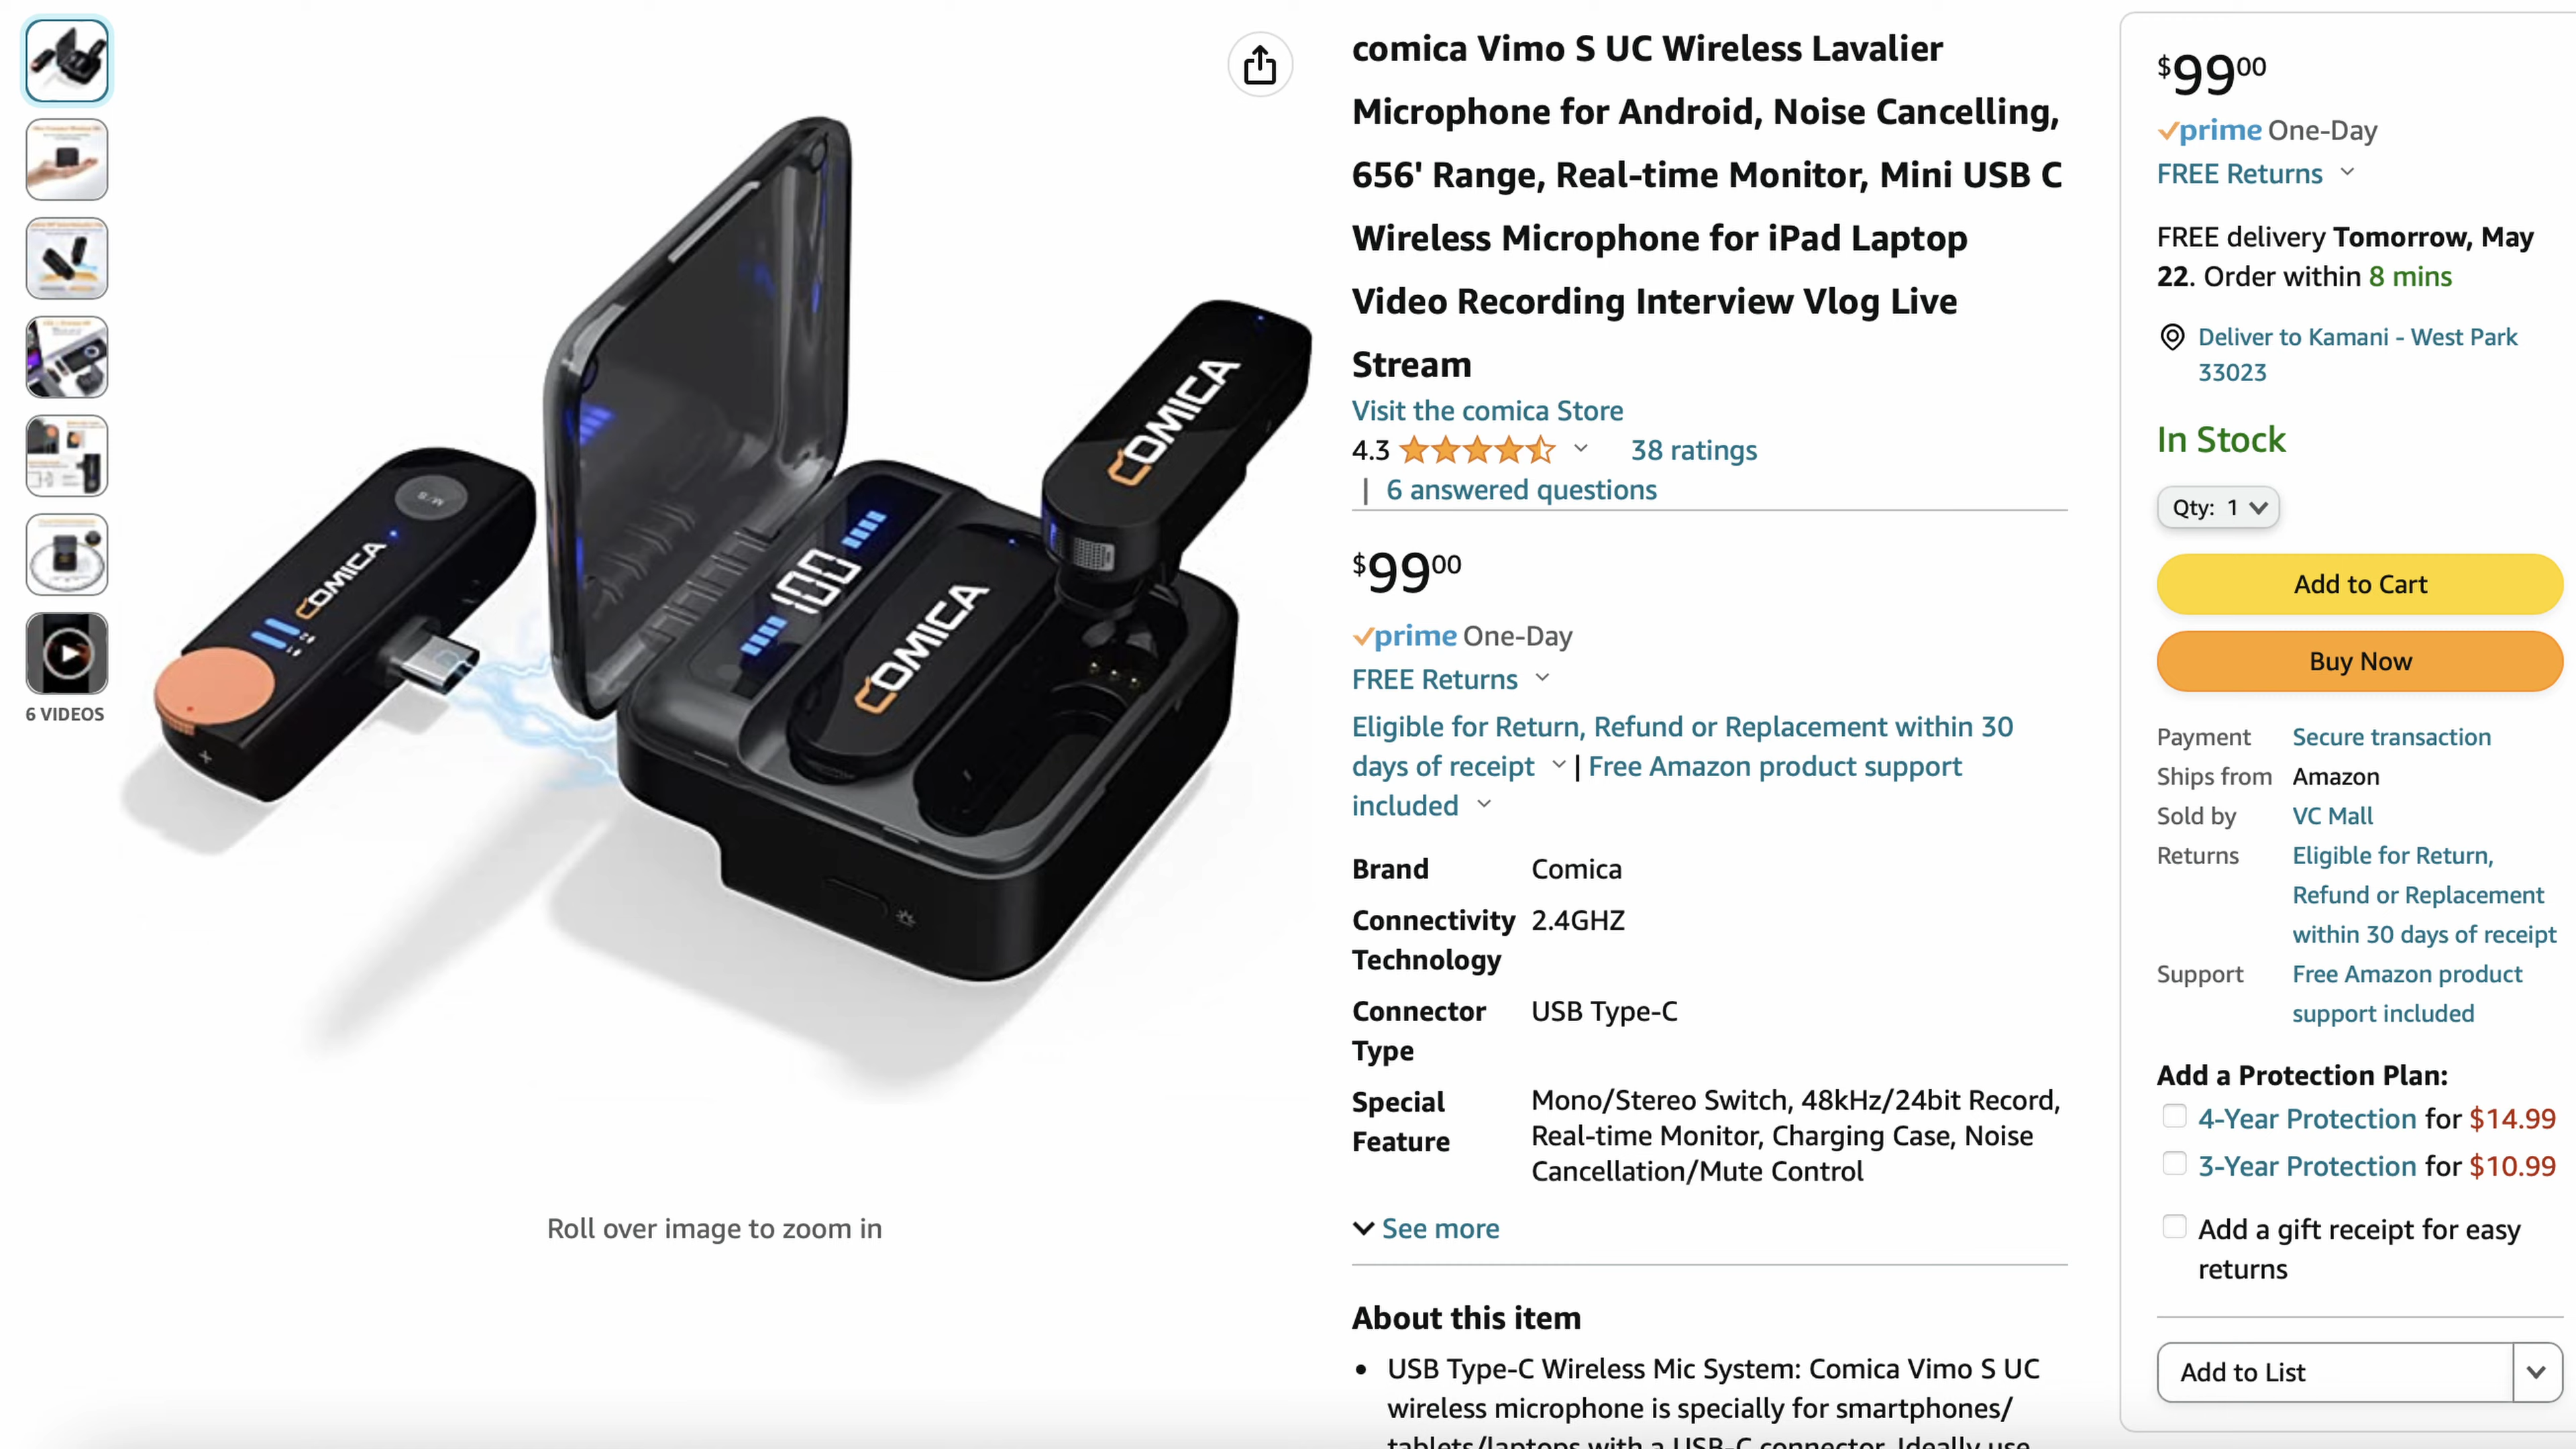 6 VIDEOS
M/S
COMICA
+
100
COMICA
COMICA
Roll over image to zoom in
comica Vimo S UC Wireless Lavalier
Microphone for Android, Noise Cancelling,
656' Range, Real-time Monitor, Mini USB C
Wireless Microphone for iPad Laptop
Video Recording Interview Vlog Live
Stream
Visit the comica Store
4.3 38 ratings
| 6 answered questions
$9900
prime One-Day
FREE Returns
Eligible for Return, Refund or Replacement within 30
days of receipt | Free Amazon product support
included
Brand Comica
Connectivity 2.4GHZ
Technology
Connector USB Type-C
Type
Special Mono/Stereo Switch, 48kHz/24bit Record,
Feature Real-time Monitor, Charging Case, Noise
Cancellation/Mute Control
See more
About this item
• USB Type-C Wireless Mic System: Comica Vimo S UC
wireless microphone is specially for smartphones/
tablets/laptops with a USB-C connector. Ideally use
$9900
prime One-Day
FREE Returns
FREE delivery Tomorrow, May
22. Order within 8 mins
Deliver to Kamani - West Park
33023
In Stock
Qty: 1
Add to Cart
Buy Now
Payment Secure transaction
Ships from Amazon
Sold by VC Mall
Returns Eligible for Return,
Refund or Replacement
within 30 days of receipt
Support Free Amazon product
support included
Add a Protection Plan:
4-Year Protection for $14.99
3-Year Protection for $10.99
Add a gift receipt for easy
returns
Add to List